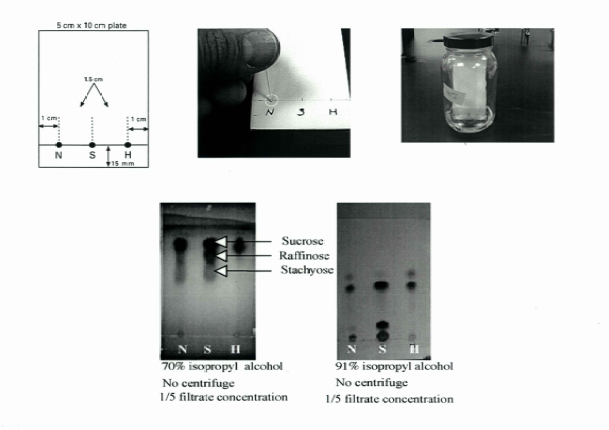 5 cm x 10 cm plate
1.5 cm
1 cm
1 cm
N S H
15 mm
N S H
Sucrose
Raffinose
Stachyose
N S H
N S H
70% isopropyl alcohol
No centrifuge
1/5 filtrate concentration
91% isopropyl alcohol
No centrifuge
1/5 filtrate concentration